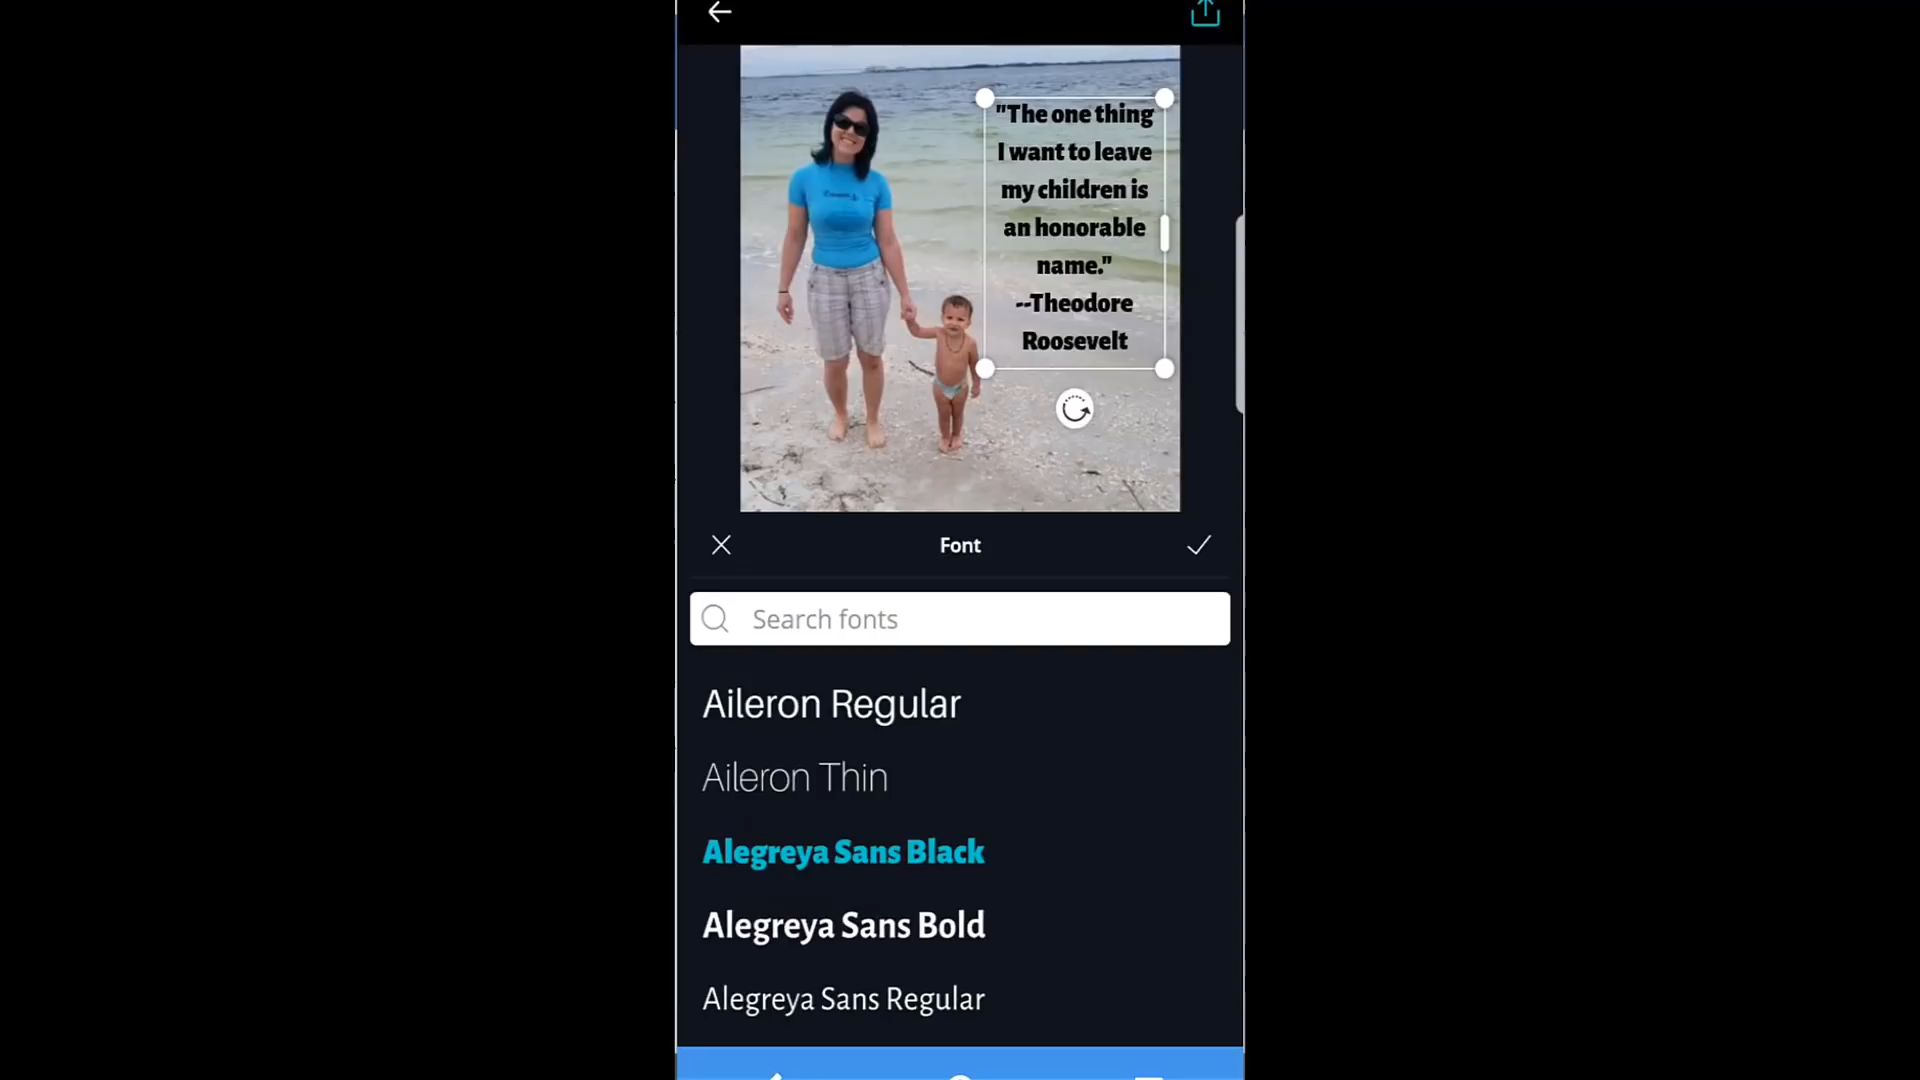 "The one thing
I want to leave
my children is
an honorable
name."
--Theodore
Roosevelt
Font
Search fonts
Aileron Regular
Aileron Thin
Alegreya Sans Black
Alegreya Sans Bold
Alegreya Sans Regular